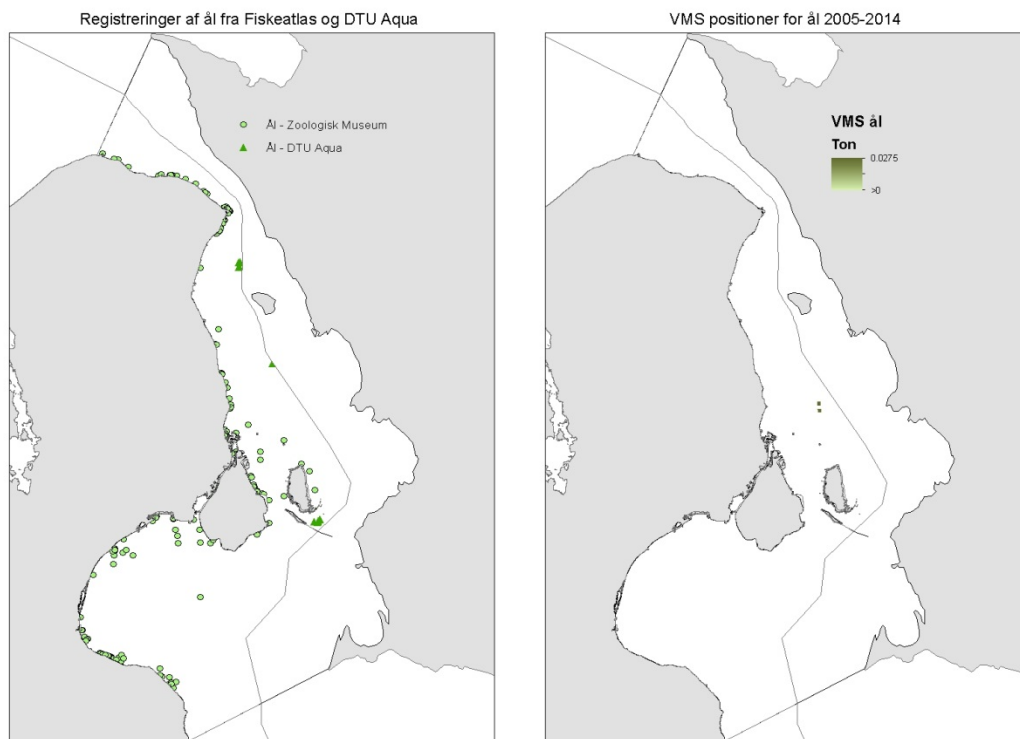 Registreringer af ål fra Fiskeatlas og DTU Aqua
Ål - Zoologisk Museum
Ål - DTU Aqua
VMS positioner for ål 2005-2014
VMS ål
Ton
0.0275
>0